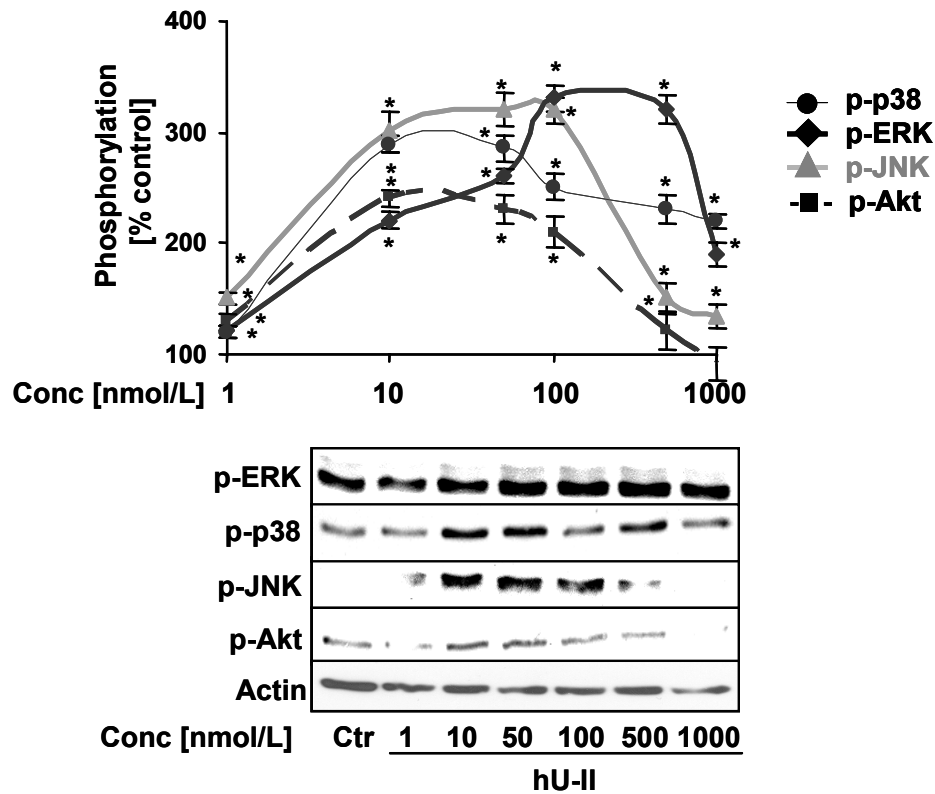 400
300
200
100
Phosphorylation
[% control]
* * * * * * * * * * * * * * * * * * * * * *
p-p38
p-ERK
p-JNK
p-Akt
Conc [nmol/L] 1 10 100 1000
p-ERK
p-p38
p-JNK
p-Akt
Actin
Conc [nmol/L] Ctr 1 10 50 100 500 1000
hU-II